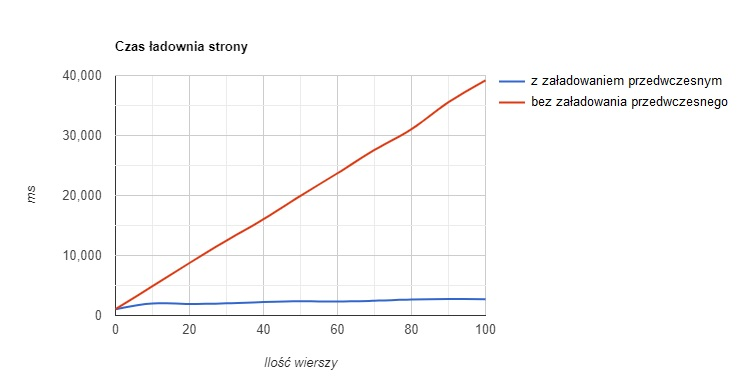 Czas ładownia strony
40,000
30,000
20,000
10,000
0
ms
0 20 40 60 80 100
Ilość wierszy
z załadowaniem przedwczesnym
bez załadowania przedwczesnego